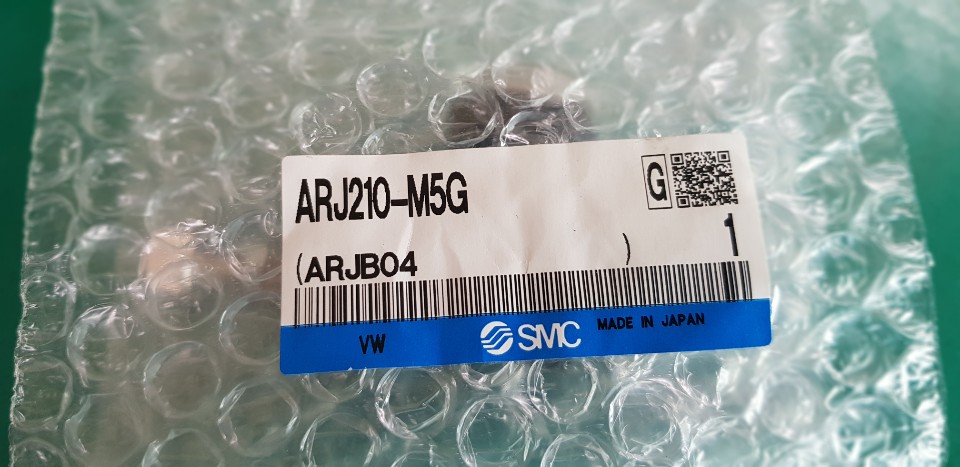 ARJ210-M5G
G
(ARJB04 )
1
VW
SMC
MADE IN JAPAN